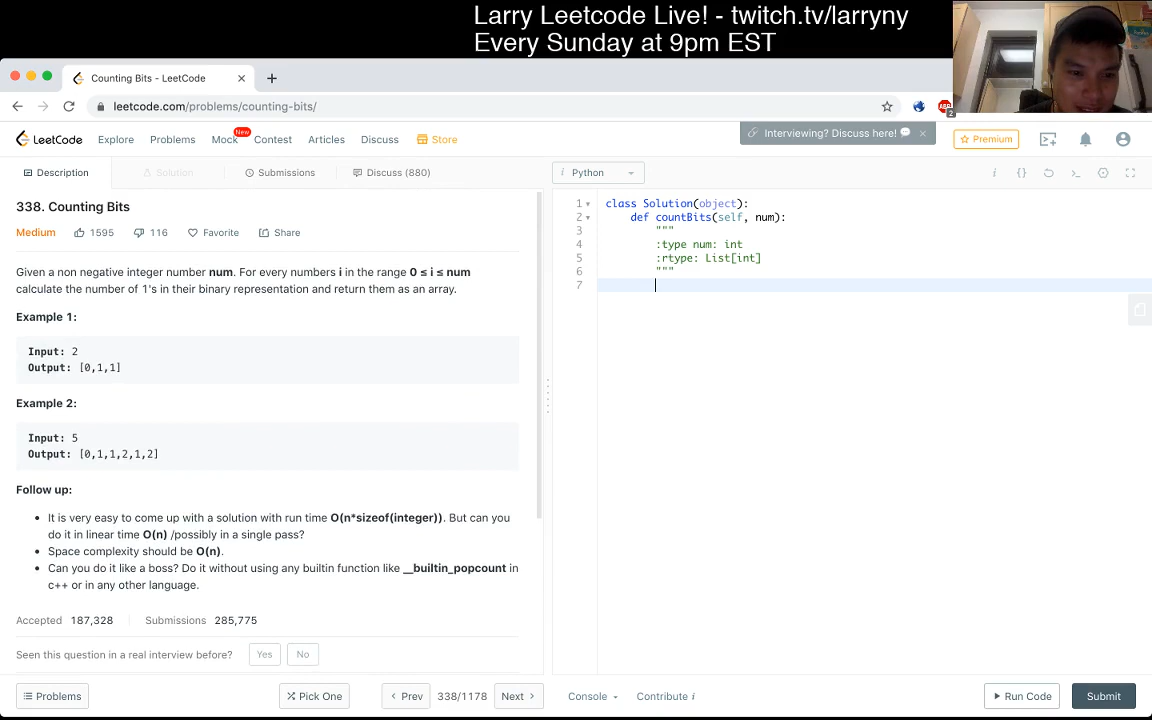 Larry Leetcode Live! - twitch.tv/larryny
Every Sunday at 9pm EST
Counting Bits - LeetCode
leetcode.com/problems/counting-bits/
LeetCode Explore Problems Mock New Contest Articles Discuss Store
Interviewing? Discuss here!
Premium
2
Description Solution Submissions Discuss (880)
i Python
338. Counting Bits
Medium 1595 116 Favorite Share
Given a non negative integer number num. For every numbers i in the range 0 ≤ i ≤ num
calculate the number of 1's in their binary representation and return them as an array.
Example 1:
Input: 2
Output: [0,1,1]
Example 2:
Input: 5
Output: [0,1,1,2,1,2]
Follow up:
• It is very easy to come up with a solution with run time O(n*sizeof(integer)). But can you
do it in linear time O(n) /possibly in a single pass?
• Space complexity should be O(n).
• Can you do it like a boss? Do it without using any builtin function like __builtin_popcount in
c++ or in any other language.
Accepted 187,328 Submissions 285,775
Seen this question in a real interview before? Yes No
1 class Solution(object):
2 def countBits(self, num):
3 """
4 :type num: int
5 :rtype: List[int]
6 """
7
Problems Pick One < Prev 338/1178 Next > Console Contribute i Run Code Submit